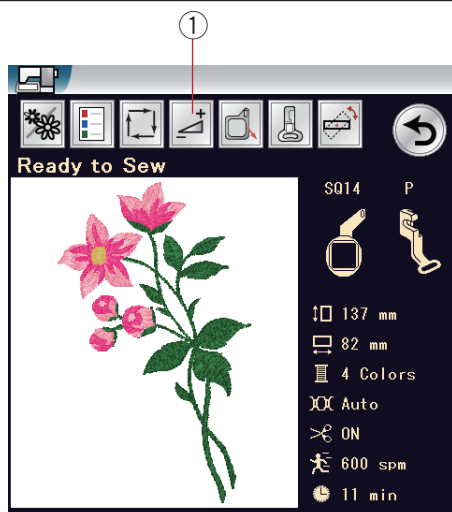 ①
Ready to Sew
SQ14 P
137 mm
82 mm
4 Colors
Auto
ON
600 spm
11 min